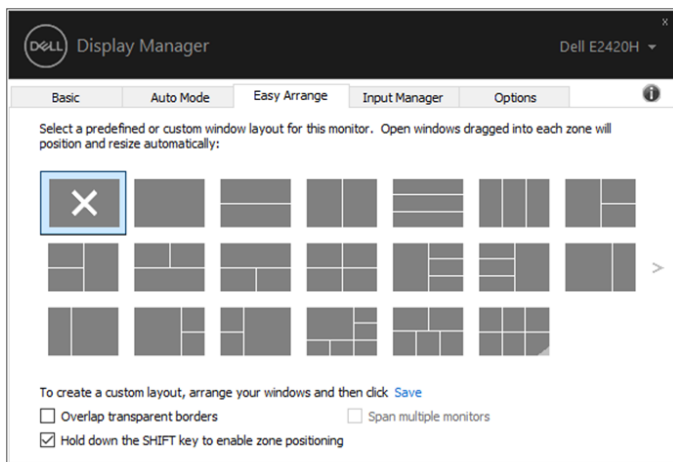 x
DELL Display Manager Dell E2420H
Basic Auto Mode Easy Arrange Input Manager Options i
Select a predefined or custom window layout for this monitor. Open windows dragged into each zone will
position and resize automatically:
>
To create a custom layout, arrange your windows and then click Save
Overlap transparent borders Span multiple monitors
Hold down the SHIFT key to enable zone positioning